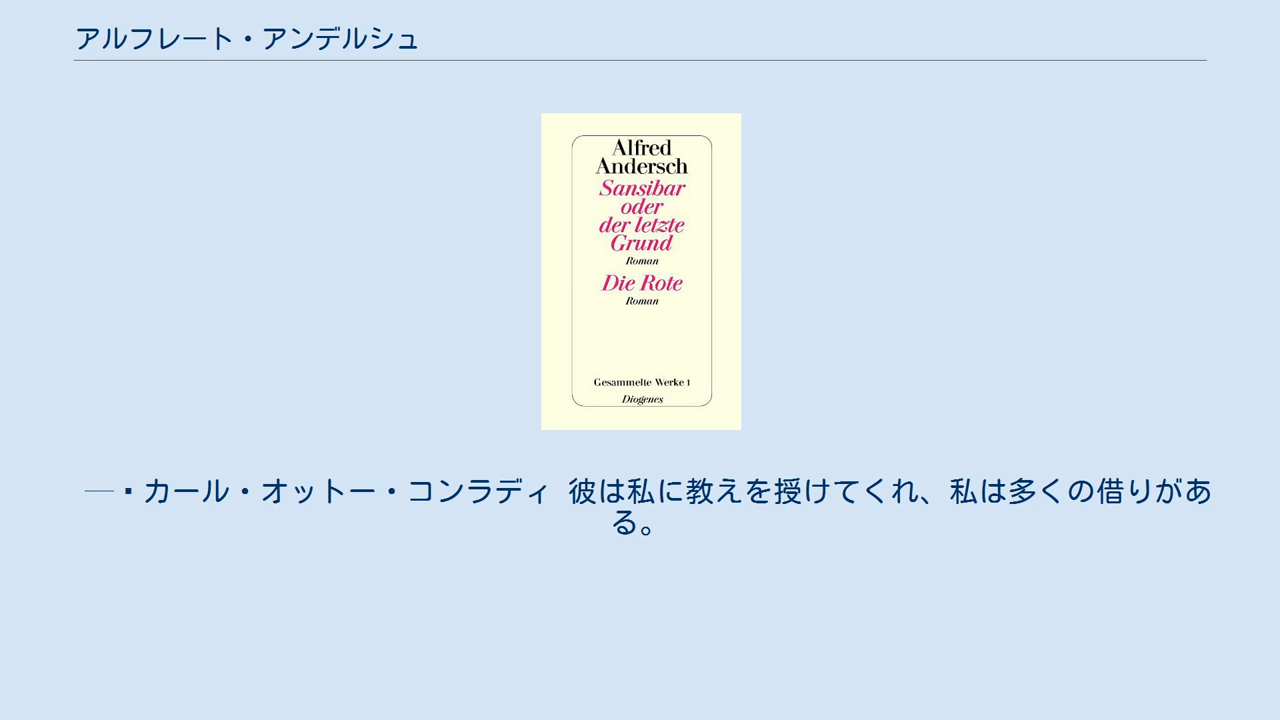 アルフレート・アンデルシュ
Alfred
Andersch
Sansibar
oder
der letzte
Grund
Roman
Die Rote
Roman
Gesammelte Werke 1
Diogenes
─▪カール・オットー・コンラディ 彼は私に教えを授けてくれ、私は多くの借りがあ
る。